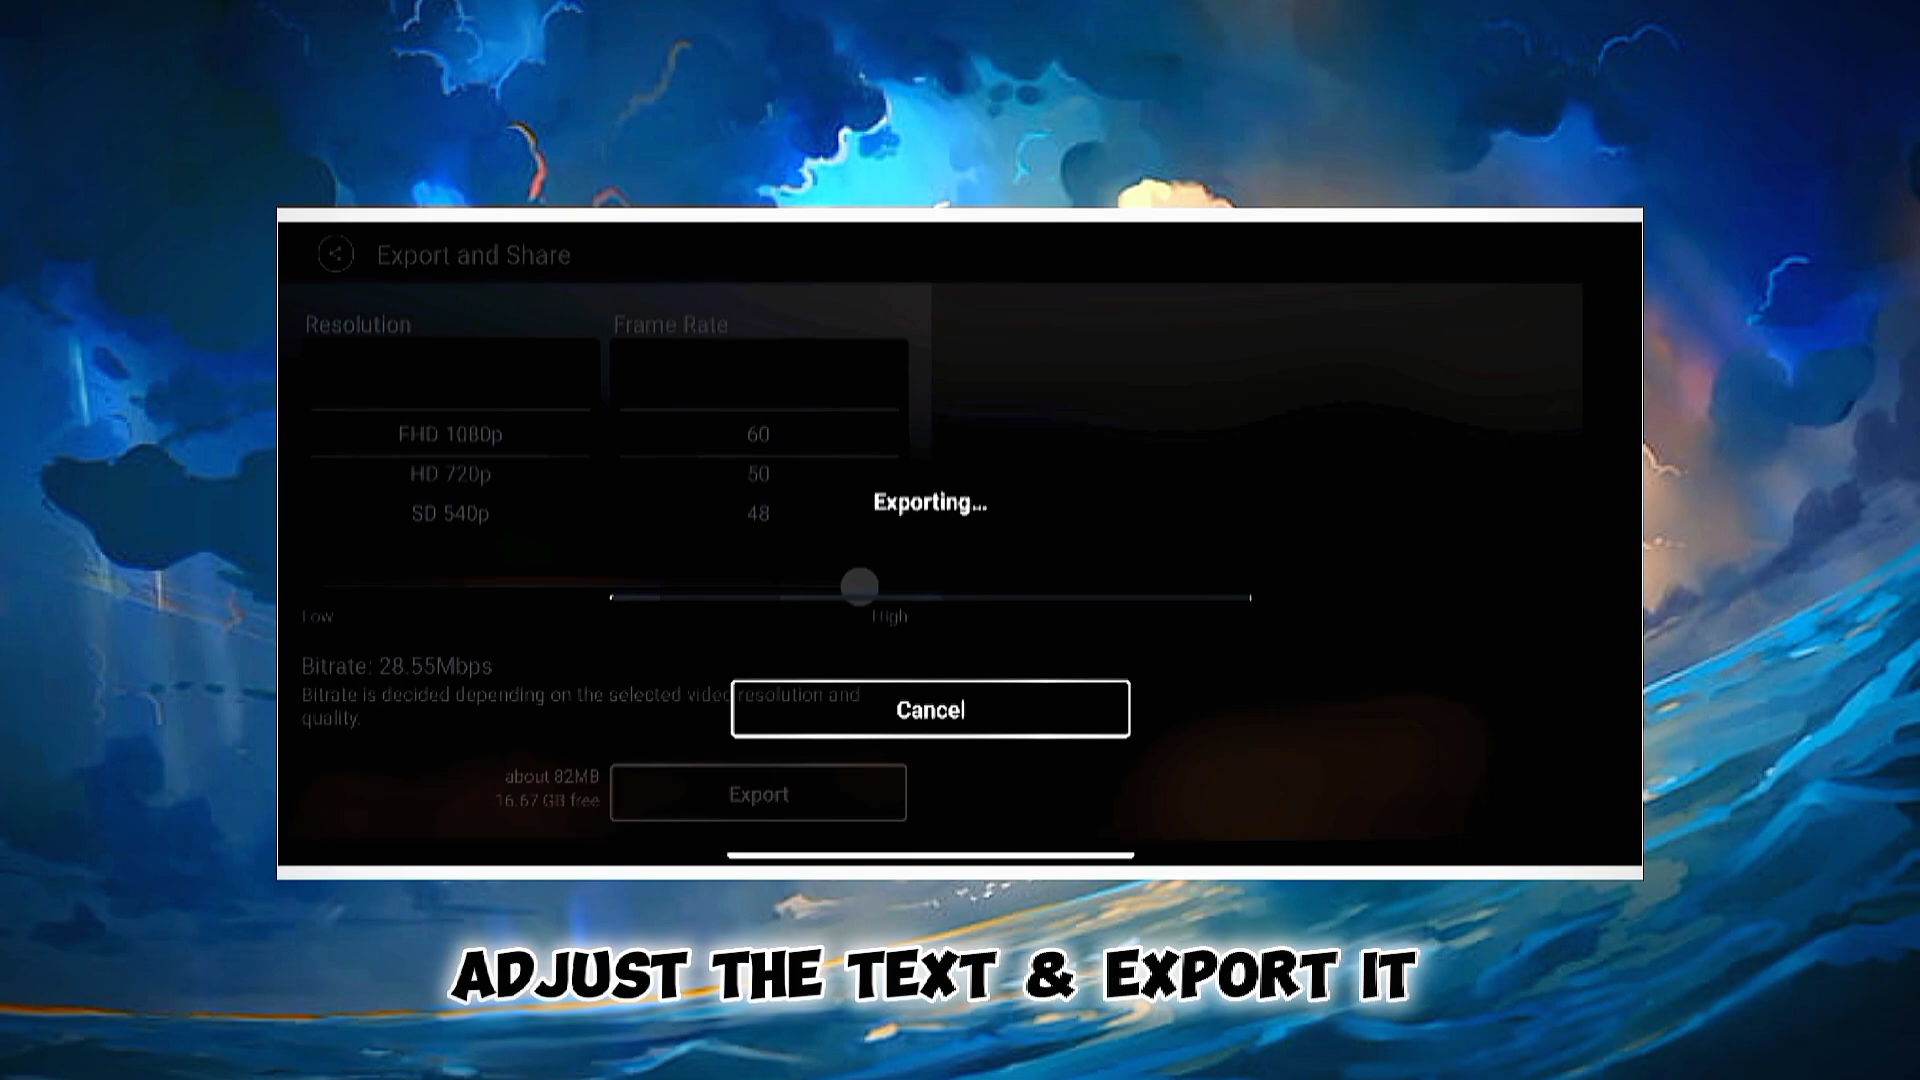 Export and Share
Resolution
Frame Rate
FHD 1080p
60
HD 720p
50
SD 540p
48
Exporting...
Low
High
Bitrate: 28.55Mbps
Bitrate is decided depending on the selected video resolution and
quality.
Cancel
about 82MB
16.67 GB free
Export
ADJUST THE TEXT & EXPORT IT